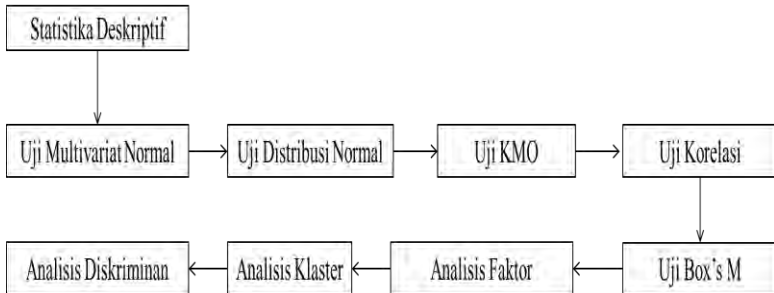 Statistika Deskriptif
Uji Multivariat Normal
Uji Distribusi Normal
Uji KMO
Uji Korelasi
Uji Box's M
Analisis Faktor
Analisis Klaster
Analisis Diskriminan